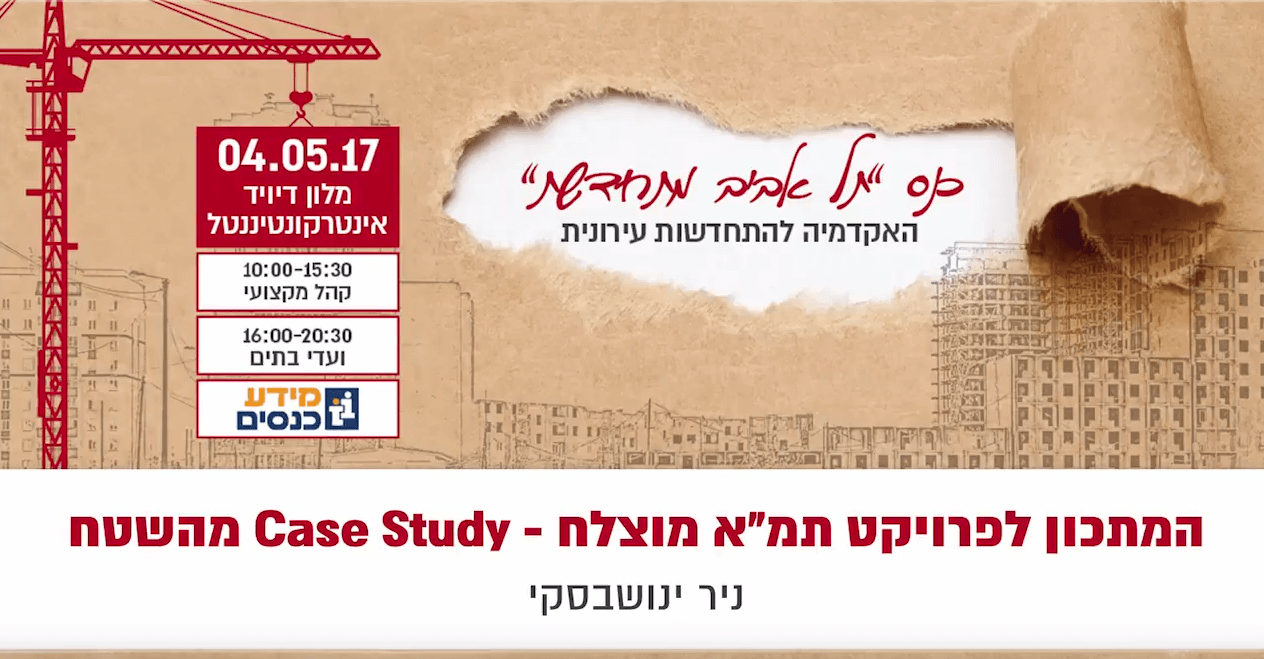 כנס "תל אביב מתחדשת"
האקדמיה להתחדשות עירונית
04.05.17
מלון דיויד
אינטרקונטיננטל
10:00-15:30
קהל מקצועי
16:00-20:30
ועדי בתים
מידע
כנסים
המתכון לפרויקט תמ"א מוצלח - Case Study מהשטח
ניר ינושבסקי